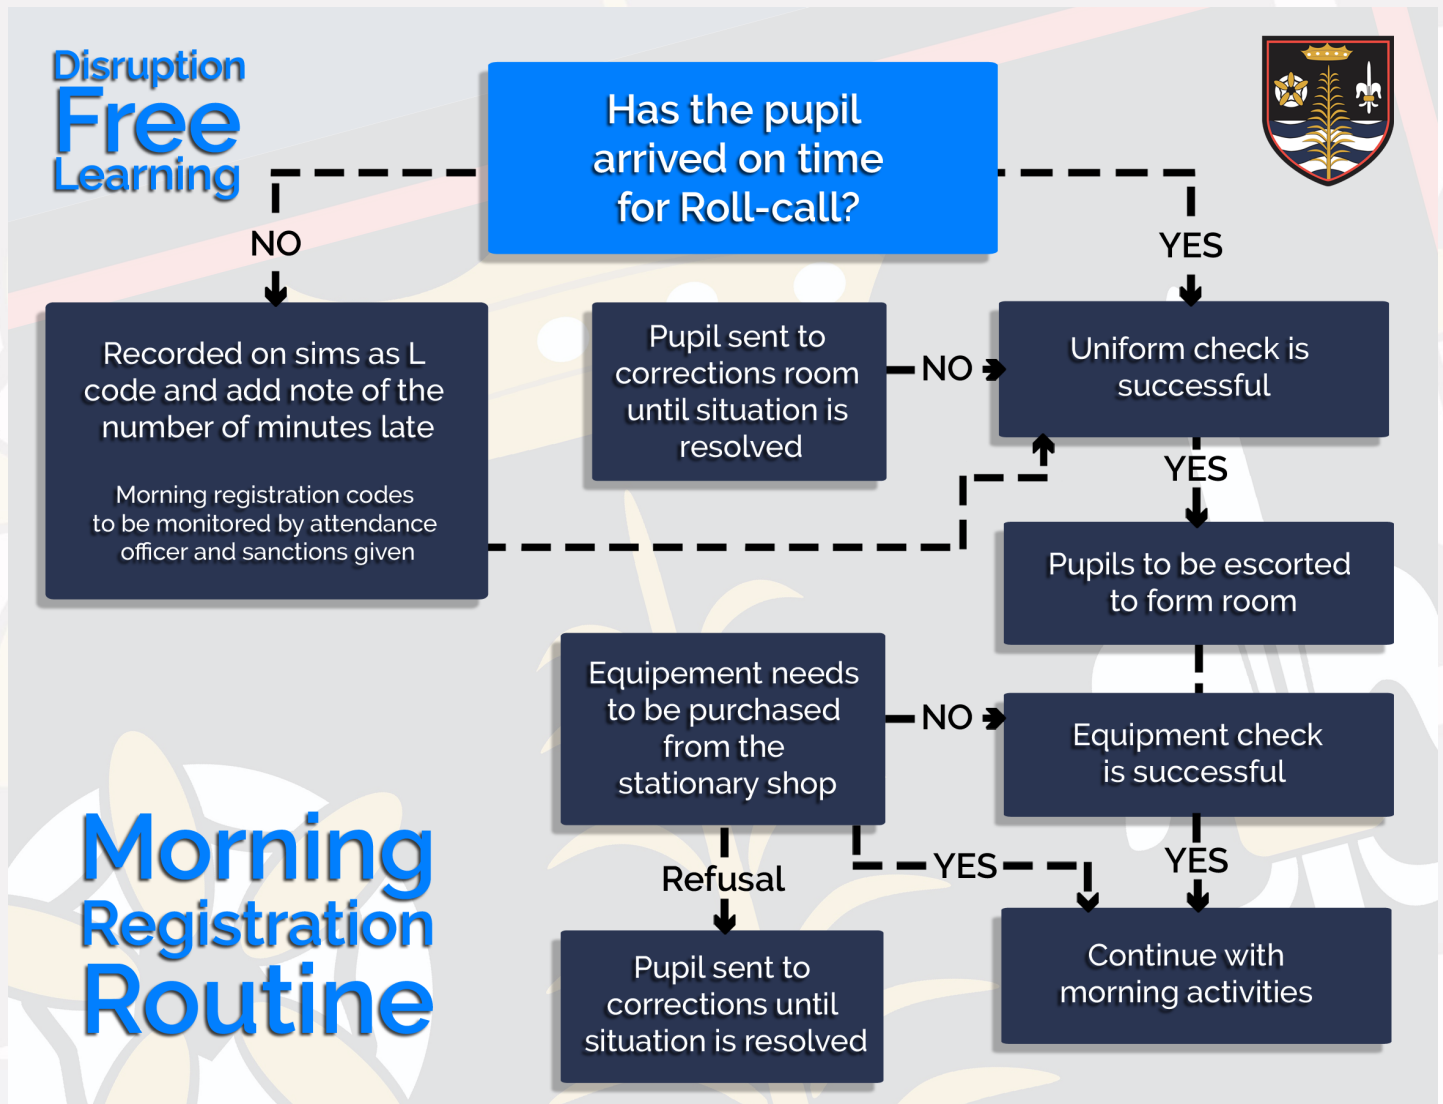 Disruption
Free
Learning
Has the pupil
arrived on time
for Roll-call?
NO
YES
Recorded on sims as L
code and add note of the
number of minutes late
Morning registration codes
to be monitored by attendance
officer and sanctions given
Pupil sent to
corrections room
until situation is
resolved
NO
Uniform check is
successful
YES
Pupils to be escorted
to form room
Equipement needs
to be purchased
from the
stationary shop
NO
Equipment check
is successful
Refusal
YES
YES
Pupil sent to
corrections until
situation is resolved
Continue with
morning activities
Morning
Registration
Routine